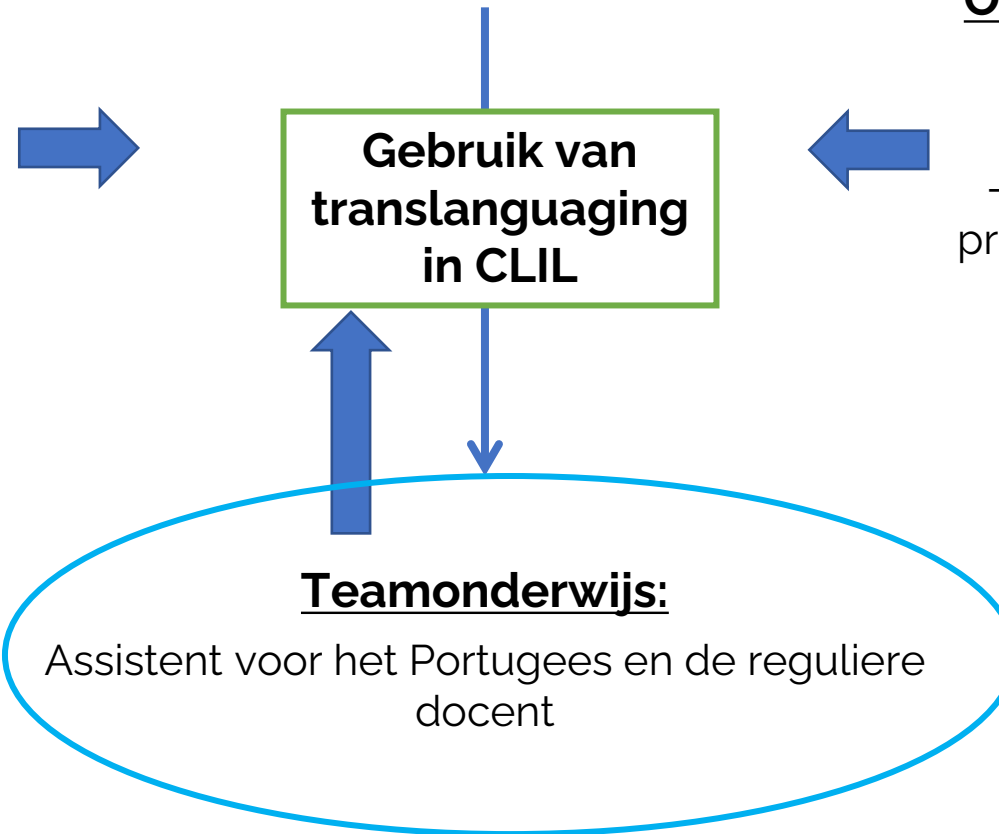 Gebruik van
translanguaging
in CLIL
Teamonderwijs:
Assistent voor het Portugees en de reguliere
docent